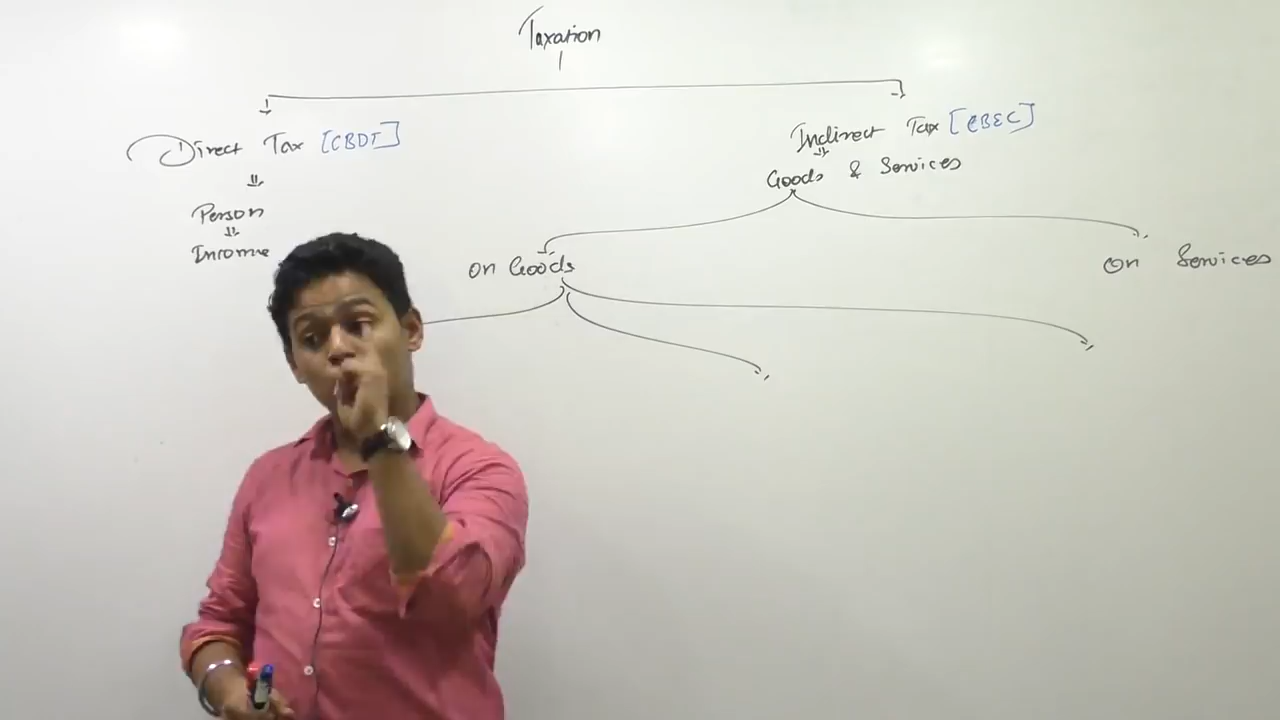 Taxation
Direct Tax [CBDT]
Indirect Tax [CBEC]
Goods & Services
Person
Income
On Goods
On Services